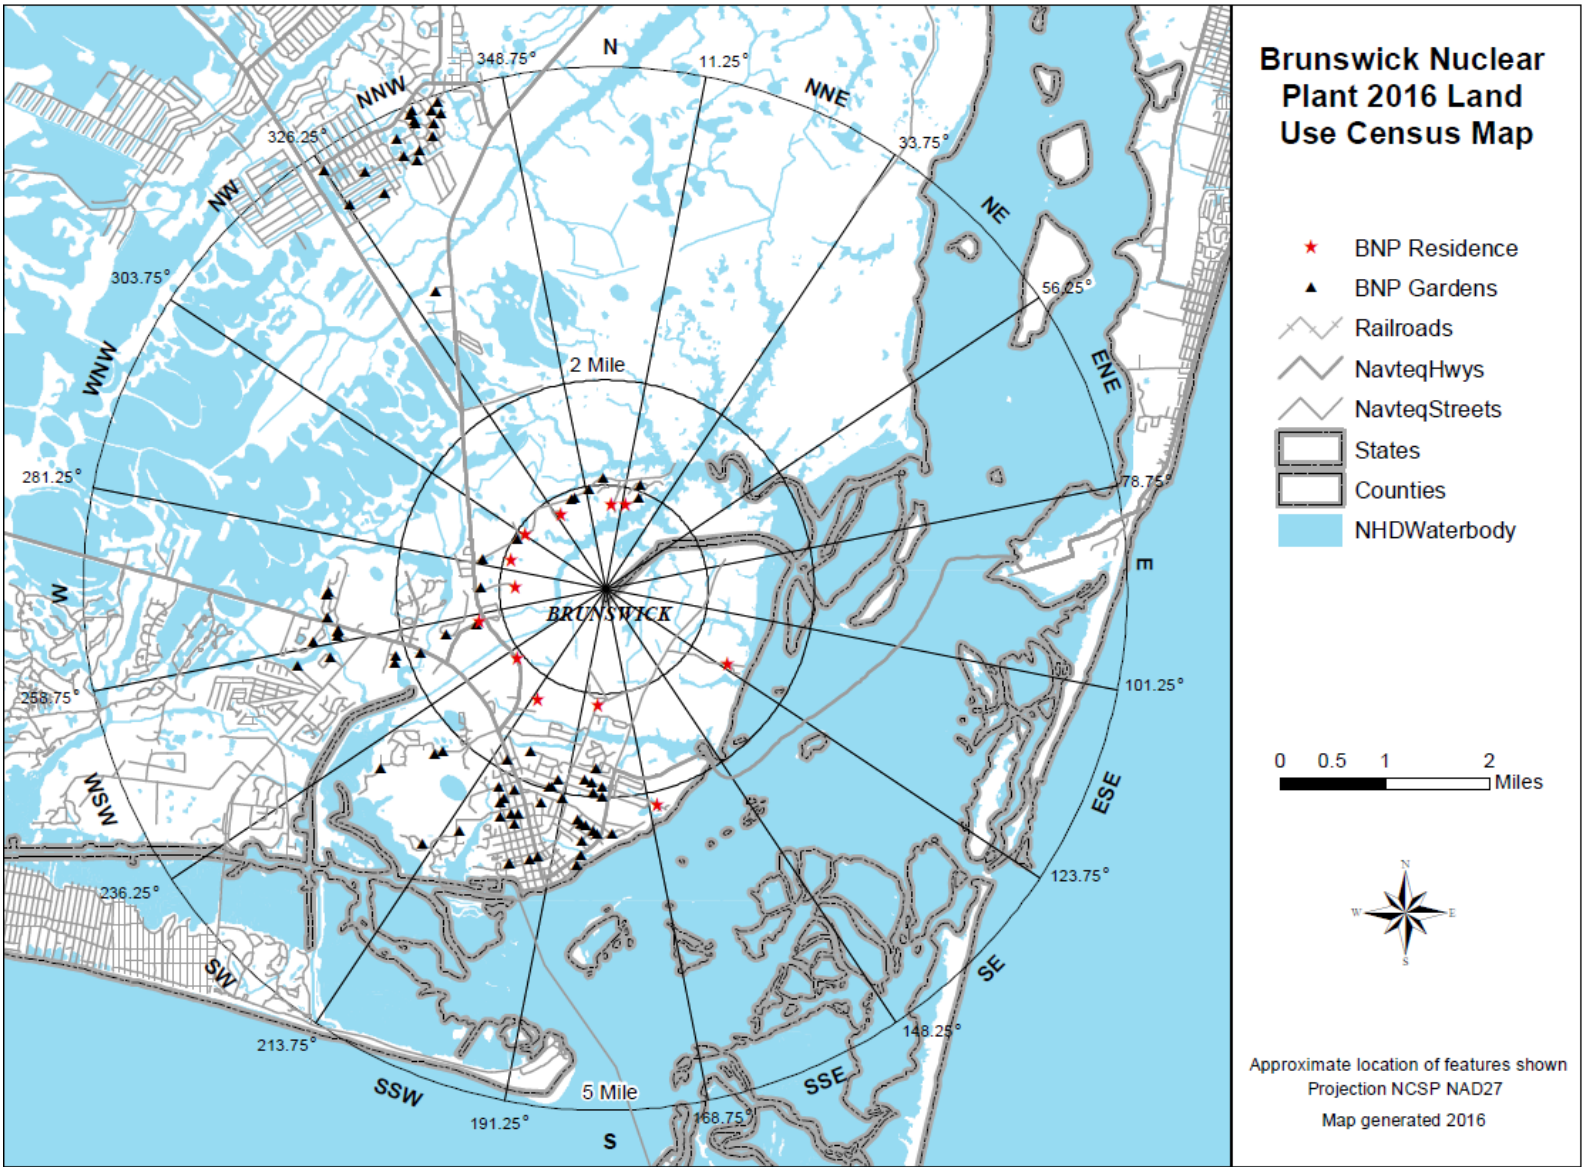 Brunswick Nuclear
Plant 2016 Land
Use Census Map
BNP Residence
BNP Gardens
Railroads
NavteqHwys
NavteqStreets
States
Counties
NHDWaterbody
0 0.5 1 2
Miles
N
W E
S
Approximate location of features shown
Projection NCSP NAD27
Map generated 2016
N
348.75°
11.25°
NNW
NNE
326.25°
33.75°
NW
NE
303.75°
56.25°
WNW
2 Mile
ENE
281.25°
78.75°
E
W
BRUNSWICK
258.75°
101.25°
WSW
ESE
236.25°
123.75°
SW
SE
213.75°
148.25°
SSW
5 Mile
SSE
191.25°
168.75°
S